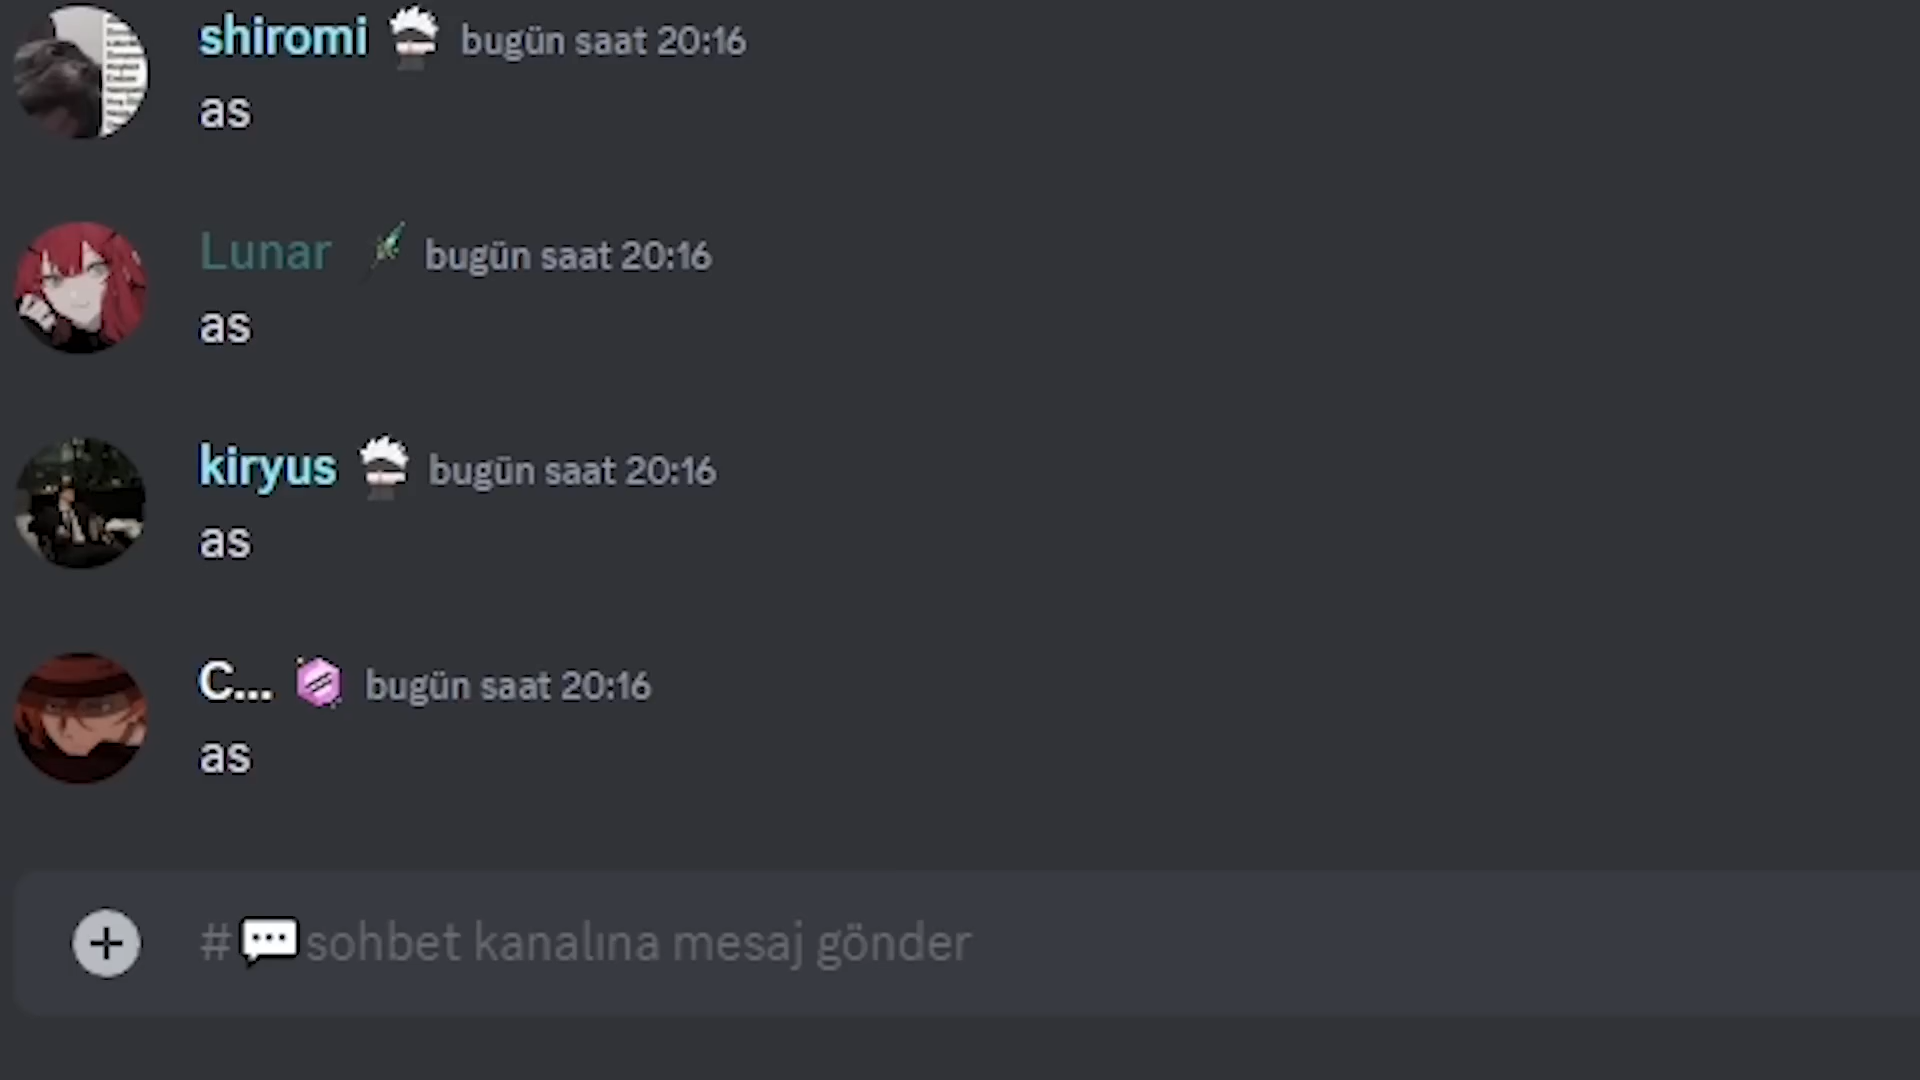 shiromi bugün saat 20:16
as
Lunar bugün saat 20:16
as
kiryus bugün saat 20:16
as
C... bugün saat 20:16
as
# sohbet kanalına mesaj gönder